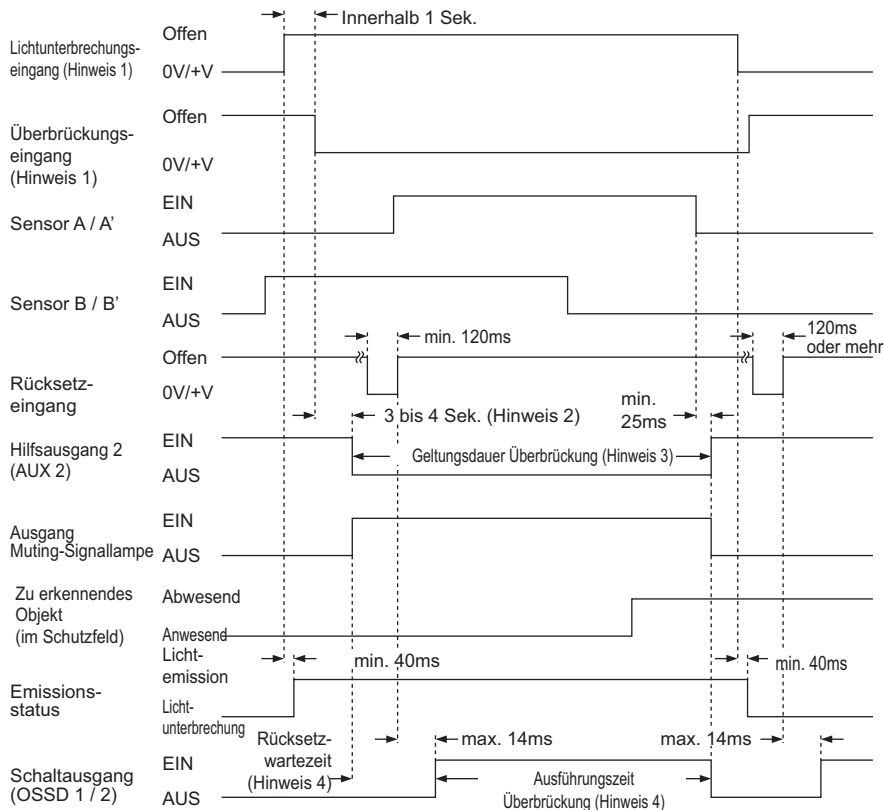 Innerhalb 1 Sek.
Lichtunterbrechungs-
eingang (Hinweis 1)
Offen
0V/+V
Überbrückungs-
eingang
(Hinweis 1)
Offen
0V/+V
Sensor A / A'
EIN
AUS
Sensor B / B'
EIN
AUS
Rücksetz-
eingang
Offen
0V/+V
min. 120ms
120ms
oder mehr
3 bis 4 Sek. (Hinweis 2)
min.
25ms
Hilfsausgang 2
(AUX 2)
EIN
AUS
Geltungsdauer Überbrückung (Hinweis 3)
Ausgang
Muting-Signallampe
EIN
AUS
Zu erkennendes
Objekt
(im Schutzfeld)
Abwesend
Anwesend
Emissions-
status
Licht-
emission
Licht-
unterbrechung
min. 40ms
min. 40ms
Schaltausgang
(OSSD 1 / 2)
EIN
AUS
Rücksetz-
wartezeit
(Hinweis 4)
max. 14ms
max. 14ms
Ausführungszeit
Überbrückung (Hinweis 4)